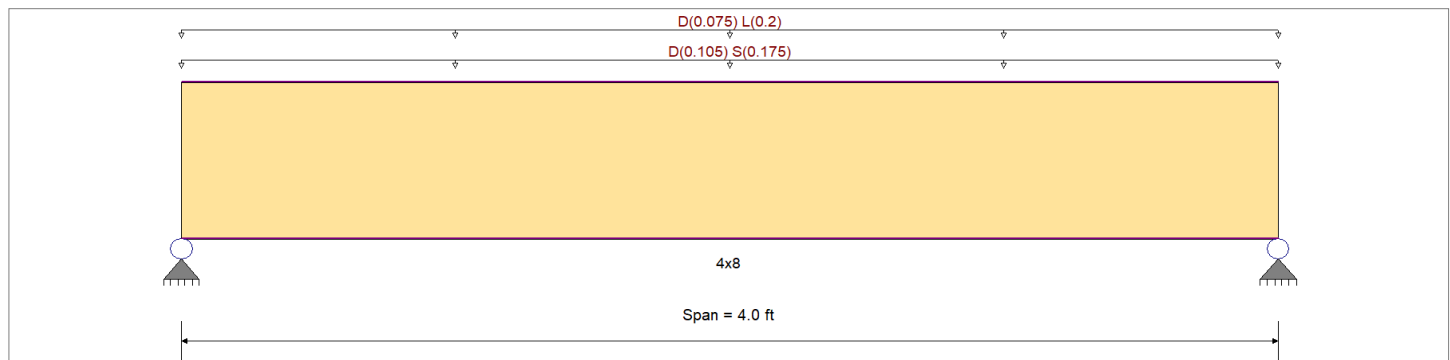 D(0.075) L(0.2)
D(0.105) S(0.175)
4x8
Span = 4.0 ft